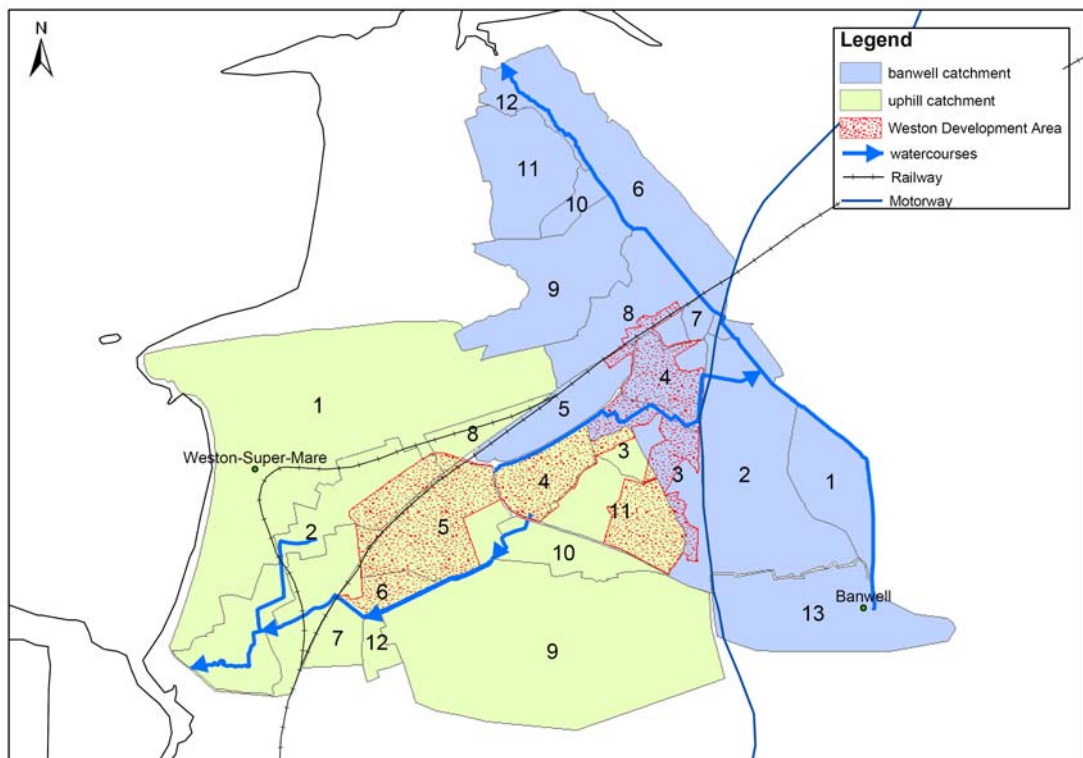 N
Legend
banwell catchment
uphill catchment
Weston Development Area
watercourses
Railway
Motorway
12
11
6
10
9
8
7
4
1
5
8
3
Weston-Super-Mare
4
3
2
1
5
11
2
10
6
Banwell
13
7
12
9